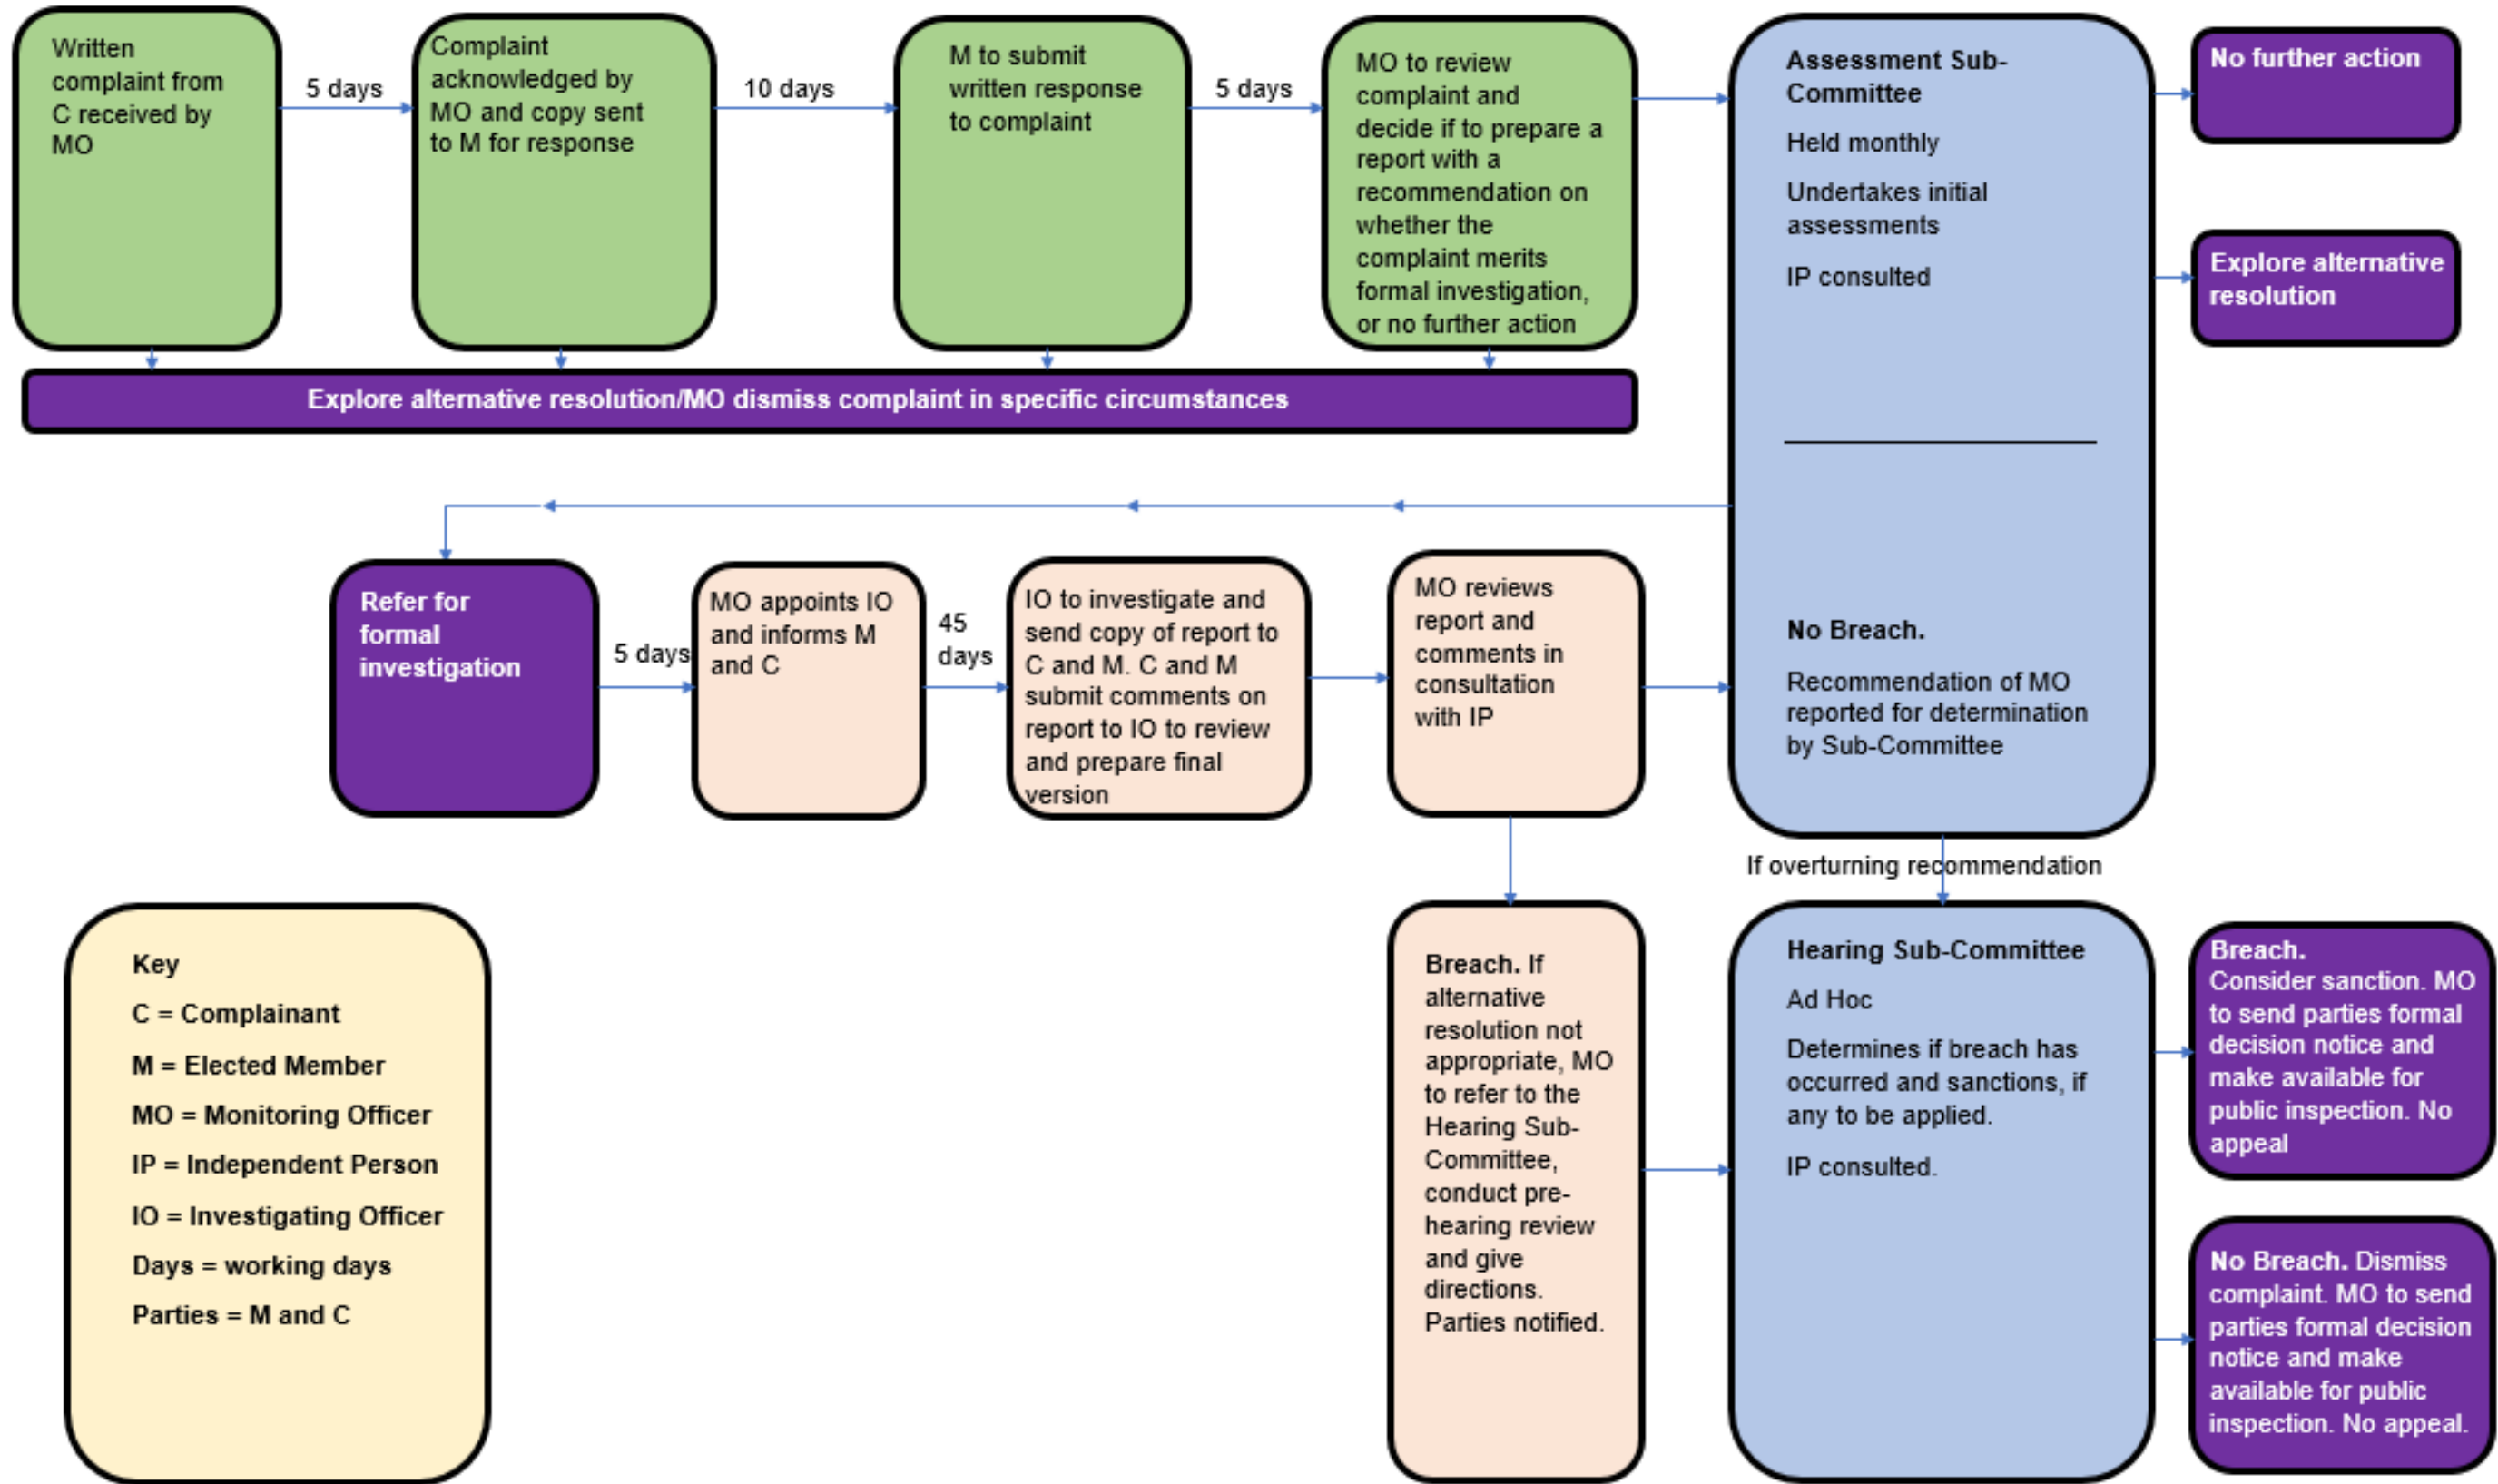 Written
complaint from
C received by
MO
5 days
Complaint
acknowledged by
MO and copy sent
to M for response
10 days
M to submit
written response
to complaint
5 days
MO to review
complaint and
decide if to prepare a
report with a
recommendation on
whether the
complaint merits
formal investigation,
or no further action
Assessment Sub-
Committee
Held monthly
Undertakes initial
assessments
IP consulted
No further action
Explore alternative
resolution
Explore alternative resolution/MO dismiss complaint in specific circumstances
Refer for
formal
investigation
5 days
MO appoints IO
and informs M
and C
45
days
IO to investigate and
send copy of report to
C and M. C and M
submit comments on
report to IO to review
and prepare final
version
MO reviews
report and
comments in
consultation
with IP
No Breach.
Recommendation of MO
reported for determination
by Sub-Committee
If overturning recommendation
Key
C = Complainant
M = Elected Member
MO = Monitoring Officer
IP = Independent Person
IO = Investigating Officer
Days = working days
Parties = M and C
Breach. If
alternative
resolution not
appropriate, MO
to refer to the
Hearing Sub-
Committee,
conduct pre-
hearing review
and give
directions.
Parties notified.
Hearing Sub-Committee
Ad Hoc
Determines if breach has
occurred and sanctions, if
any to be applied.
IP consulted.
Breach.
Consider sanction. MO
to send parties formal
decision notice and
make available for
public inspection. No
appeal
No Breach. Dismiss
complaint. MO to send
parties formal decision
notice and make
available for public
inspection. No appeal.